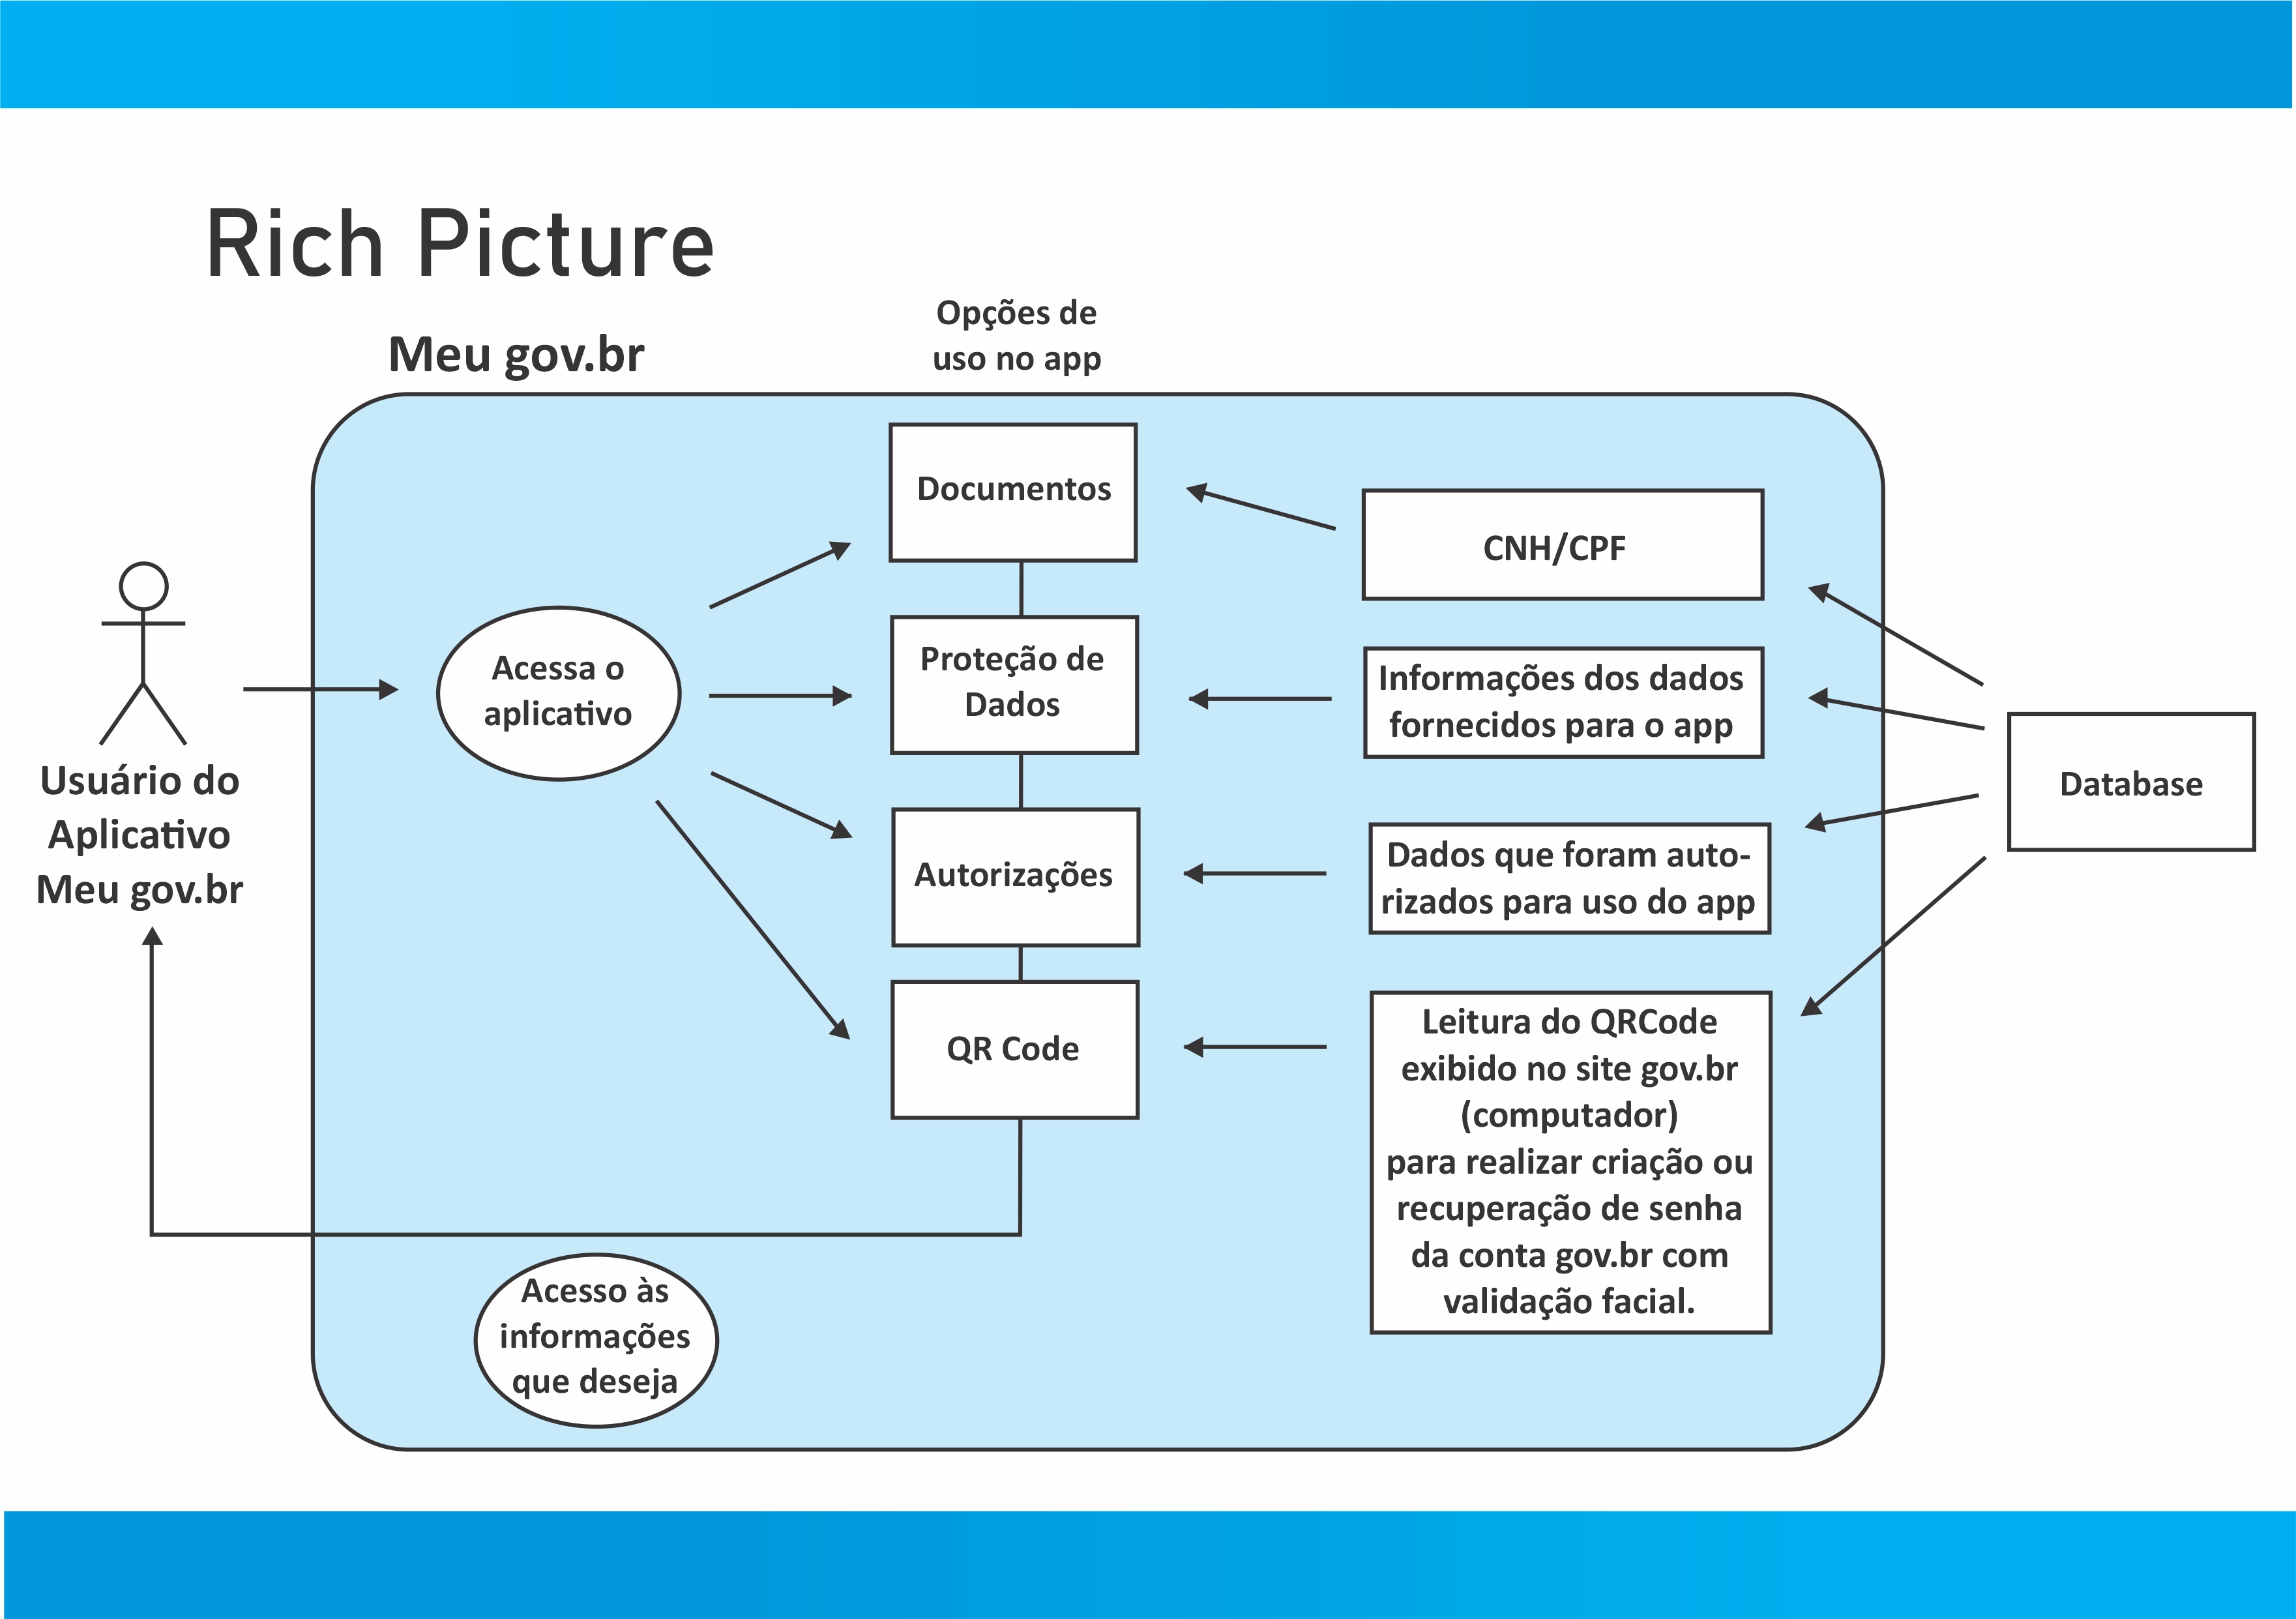 Rich Picture
Meu gov.br
Opções de
uso no app
Usuário do
Aplicativo
Meu gov.br
Acessa o
aplicativo
Documentos
Proteção de
Dados
Autorizações
QR Code
CNH/CPF
Informações dos dados
fornecidos para o app
Dados que foram auto-
rizados para uso do app
Leitura do QRCode
exibido no site gov.br
(computador)
para realizar criação ou
recuperação de senha
da conta gov.br com
validação facial.
Database
Acesso às
informações
que deseja